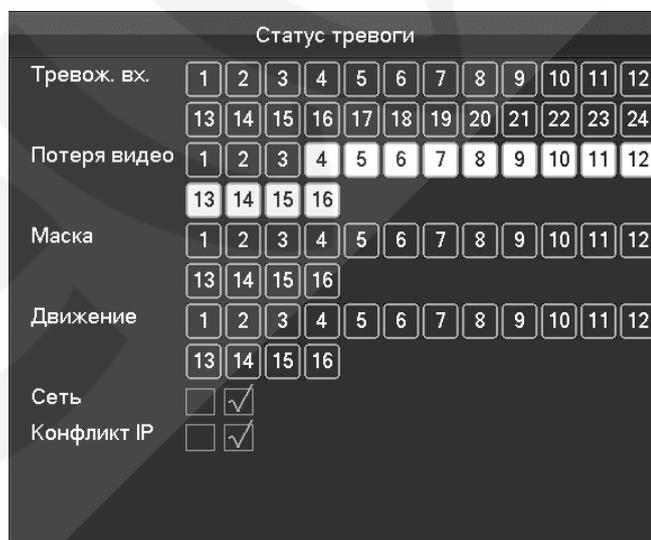 Статус тревоги
Тревож. вх. 1 2 3 4 5 6 7 8 9 10 11 12
13 14 15 16 17 18 19 20 21 22 23 24
Потеря видео 1 2 3 4 5 6 7 8 9 10 11 12
13 14 15 16
Маска 1 2 3 4 5 6 7 8 9 10 11 12
13 14 15 16
Движение 1 2 3 4 5 6 7 8 9 10 11 12
13 14 15 16
Сеть
Конфликт IP